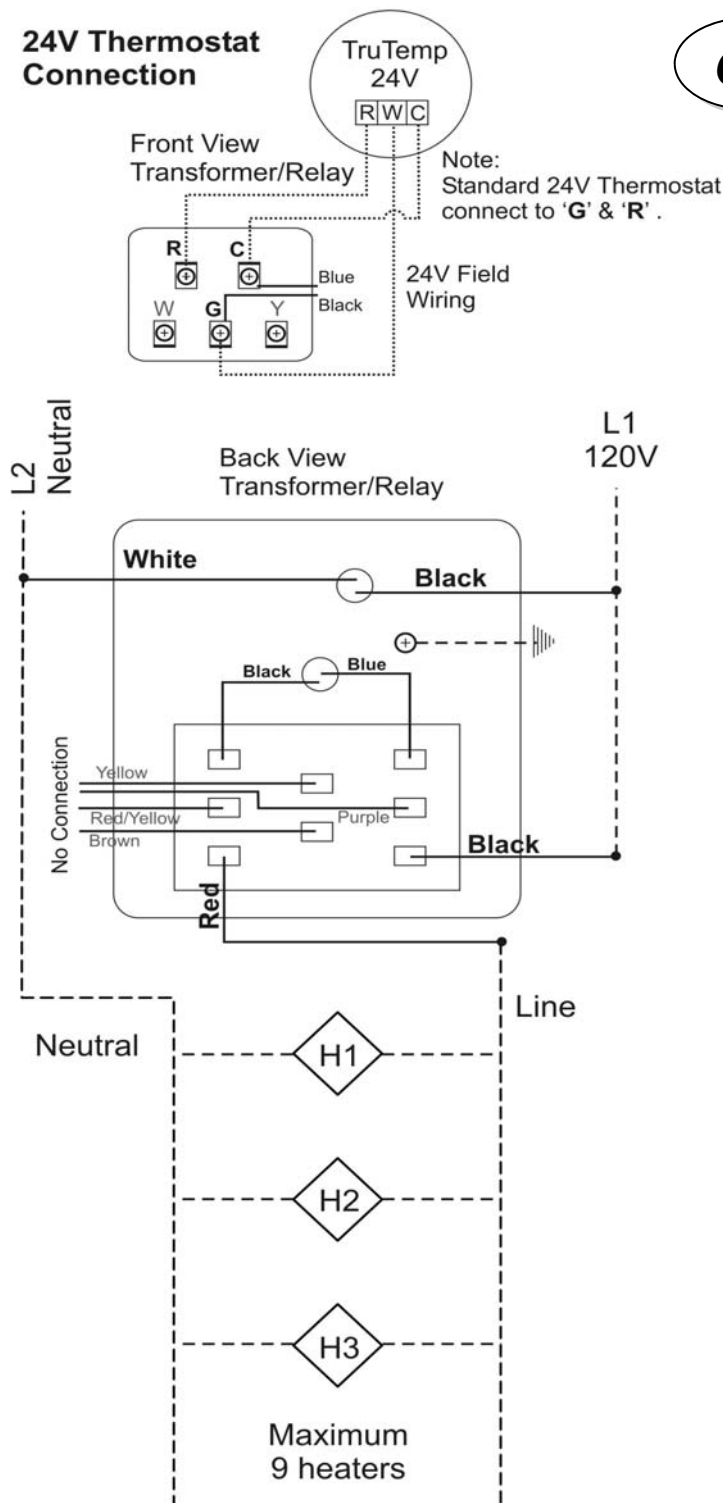 24V Thermostat
Connection
TruTemp
24V
R W C
Front View
Transformer/Relay
Note:
Standard 24V Thermostat
connect to ‘G’ & ‘R’ .
R
C
Blue
Black
W
G
Y
24V Field
Wiring
L2
Neutral
Back View
Transformer/Relay
L1
120V
White
Black
Black
Blue
No Connection
Yellow
Red/Yellow
Purple
Brown
Black
Red
Line
Neutral
H1
H2
H3
Maximum
9 heaters